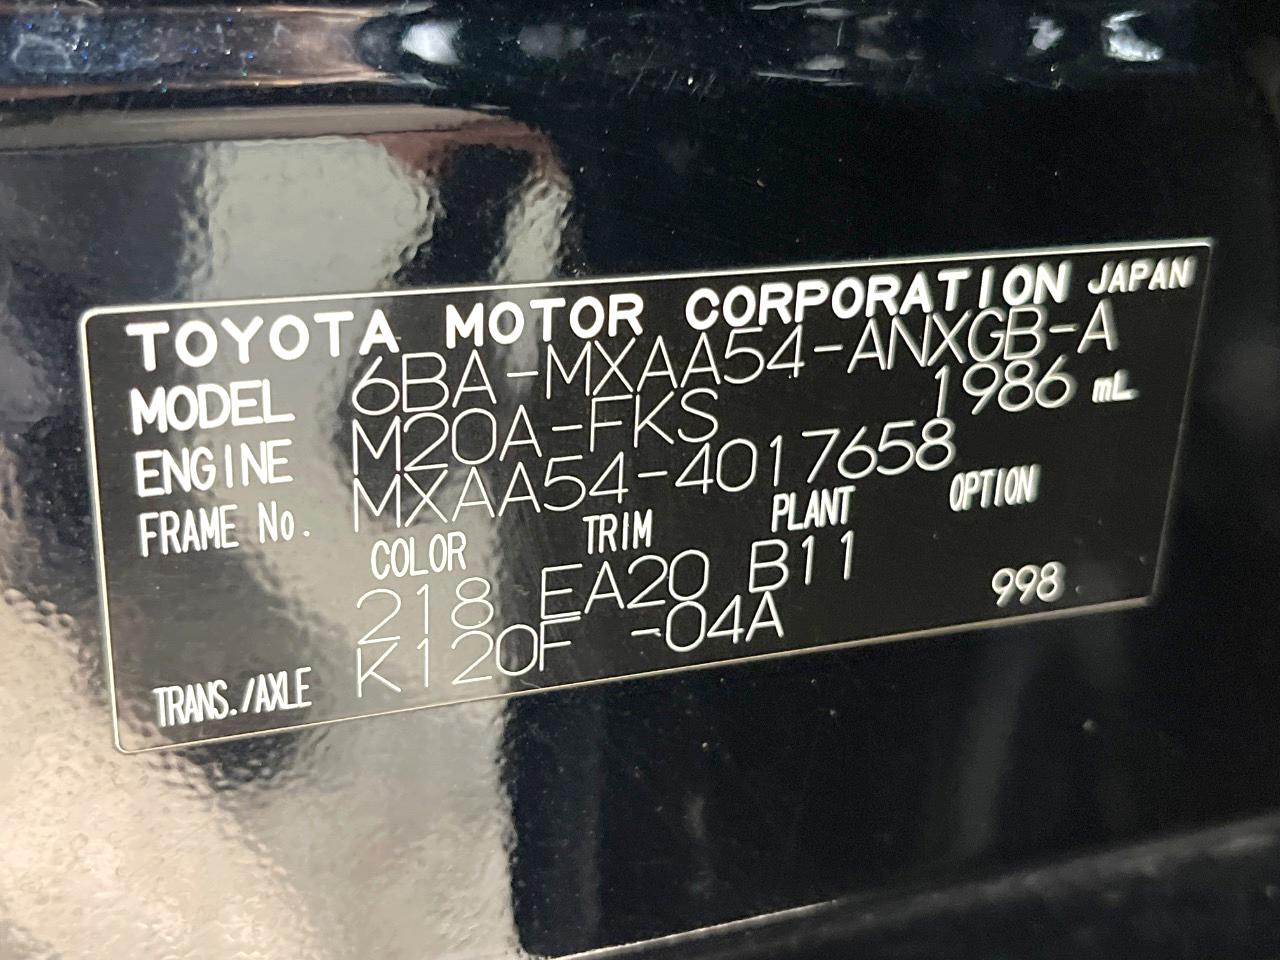 TOYOTA MOTOR CORPORATION JAPAN
MODEL 6BA-MXAA54-ANXGB-A
ENGINE M20A-FKS 1986 mL
FRAME No. MXAA54-4017658
COLOR TRIM PLANT OPTION
218 EA20 B11
TRANS./AXLE K120F -04A 998